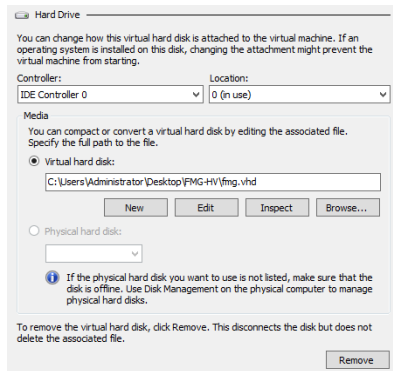 Hard Drive
You can change how this virtual hard disk is attached to the virtual machine. If an
operating system is installed on this disk, changing the attachment might prevent the
virtual machine from starting.
Controller: Location:
IDE Controller 0 0 (in use)
Media
You can compact or convert a virtual hard disk by editing the associated file.
Specify the full path to the file.
Virtual hard disk:
C:\Users\Administrator\Desktop\FMG-HV\fmg.vhd
New Edit Inspect Browse...
Physical hard disk:
If the physical hard disk you want to use is not listed, make sure that the
disk is offline. Use Disk Management on the physical computer to manage
physical hard disks.
To remove the virtual hard disk, click Remove. This disconnects the disk but does not
delete the associated file.
Remove